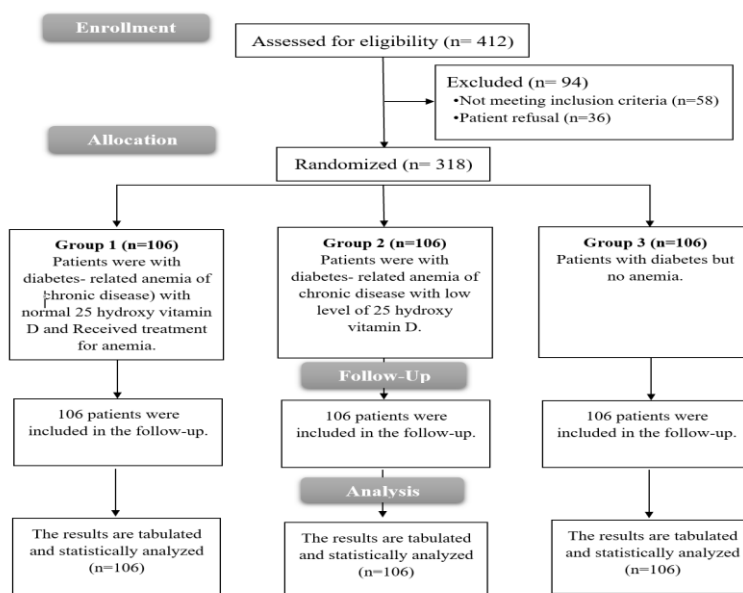 Enrollment
Assessed for eligibility (n= 412)
Excluded (n= 94)
•Not meeting inclusion criteria (n=58)
•Patient refusal (n=36)
Allocation
Randomized (n= 318)
Group 1 (n=106)
Patients were with
diabetes- related anemia of
chronic disease) with
normal 25 hydroxy vitamin
D and Received treatment
for anemia.
Group 2 (n=106)
Patients were with
diabetes- related anemia of
chronic disease with low
level of 25 hydroxy
vitamin D.
Group 3 (n=106)
Patients with diabetes but
no anemia.
Follow-Up
106 patients were
included in the follow-up.
106 patients were
included in the follow-up.
106 patients were
included in the follow-up.
Analysis
The results are tabulated
and statistically analyzed
(n=106)
The results are tabulated
and statistically analyzed
(n=106)
The results are tabulated
and statistically analyzed
(n=106)